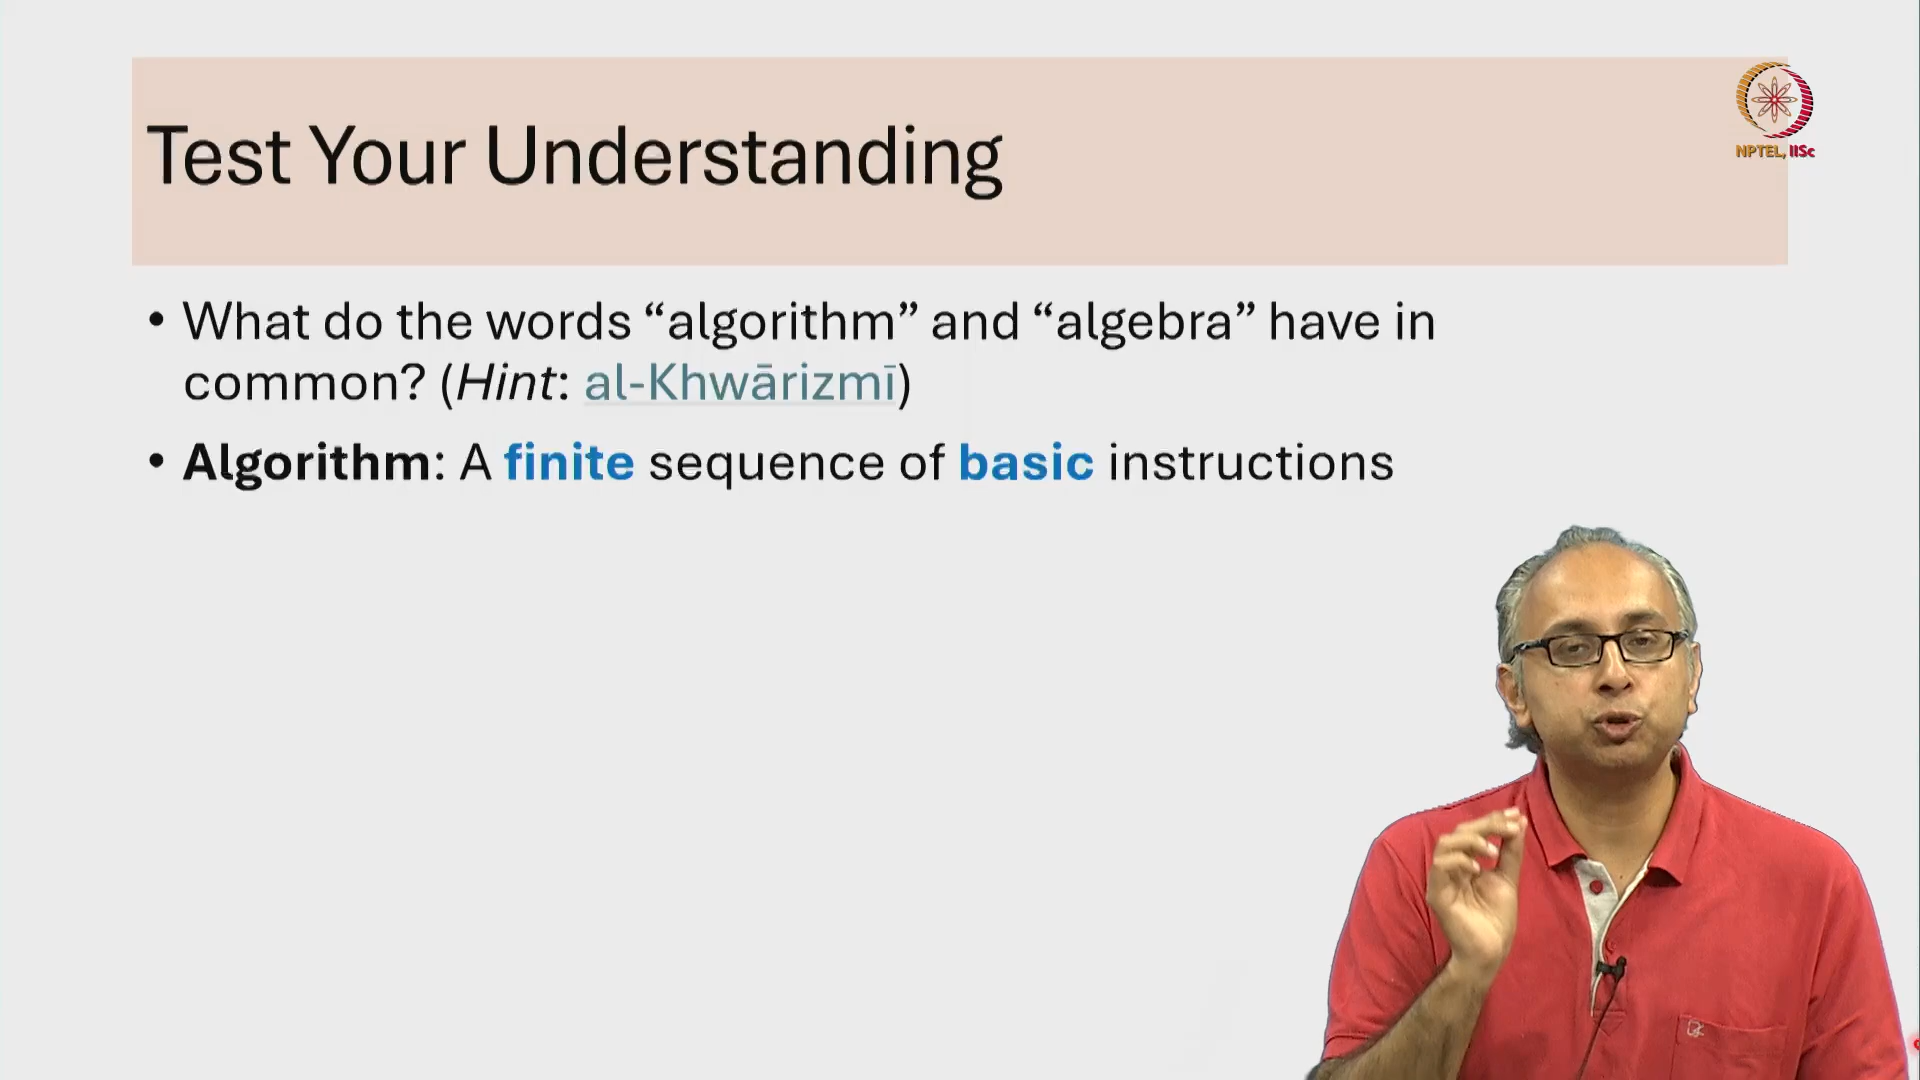 Test Your Understanding
NPTEL, IISc
• What do the words “algorithm” and “algebra” have in
common? (Hint: al-Khwārizmī)
• Algorithm: A finite sequence of basic instructions